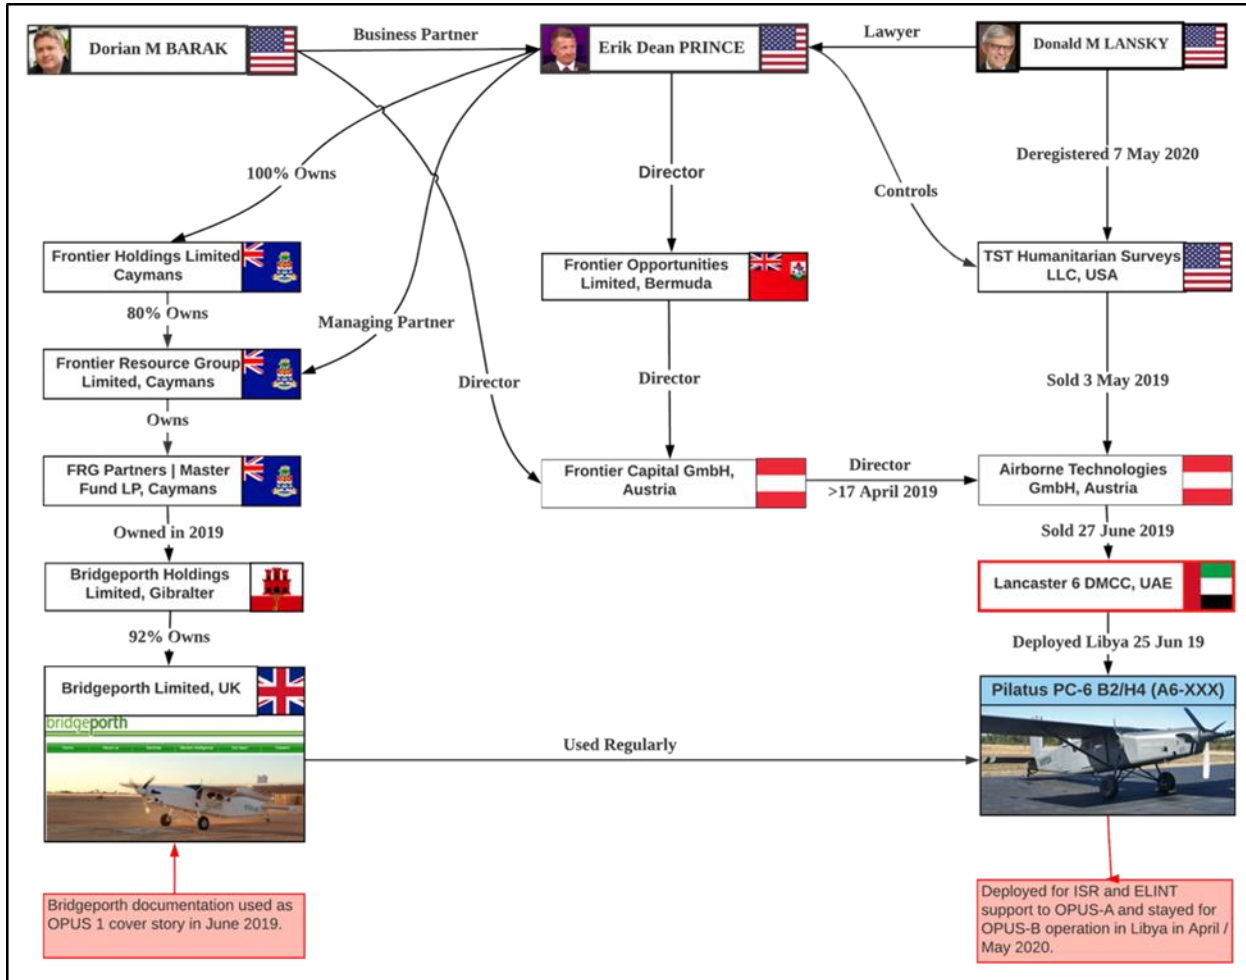 Dorian M BARAK
Business Partner
Erik Dean PRINCE
Lawyer
Donald M LANSKY
100% Owns
Director
Deregistered 7 May 2020
Controls
Frontier Holdings Limited
Caymans
Frontier Opportunities
Limited, Bermuda
TST Humanitarian Surveys
LLC, USA
80% Owns
Managing Partner
Frontier Resource Group
Limited, Caymans
Director
Director
Sold 3 May 2019
Owns
FRG Partners | Master
Fund LP, Caymans
Frontier Capital GmbH,
Austria
Director
>17 April 2019
Airborne Technologies
GmbH, Austria
Owned in 2019
Sold 27 June 2019
Bridgeporth Holdings
Limited, Gibralter
Lancaster 6 DMCC, UAE
92% Owns
Deployed Libya 25 Jun 19
Bridgeporth Limited, UK
Pilatus PC-6 B2/H4 (A6-XXX)
bridgeporth
Used Regularly
Bridgeporth documentation used as
OPUS 1 cover story in June 2019.
Deployed for ISR and ELINT
support to OPUS-A and stayed for
OPUS-B operation in Libya in April /
May 2020.